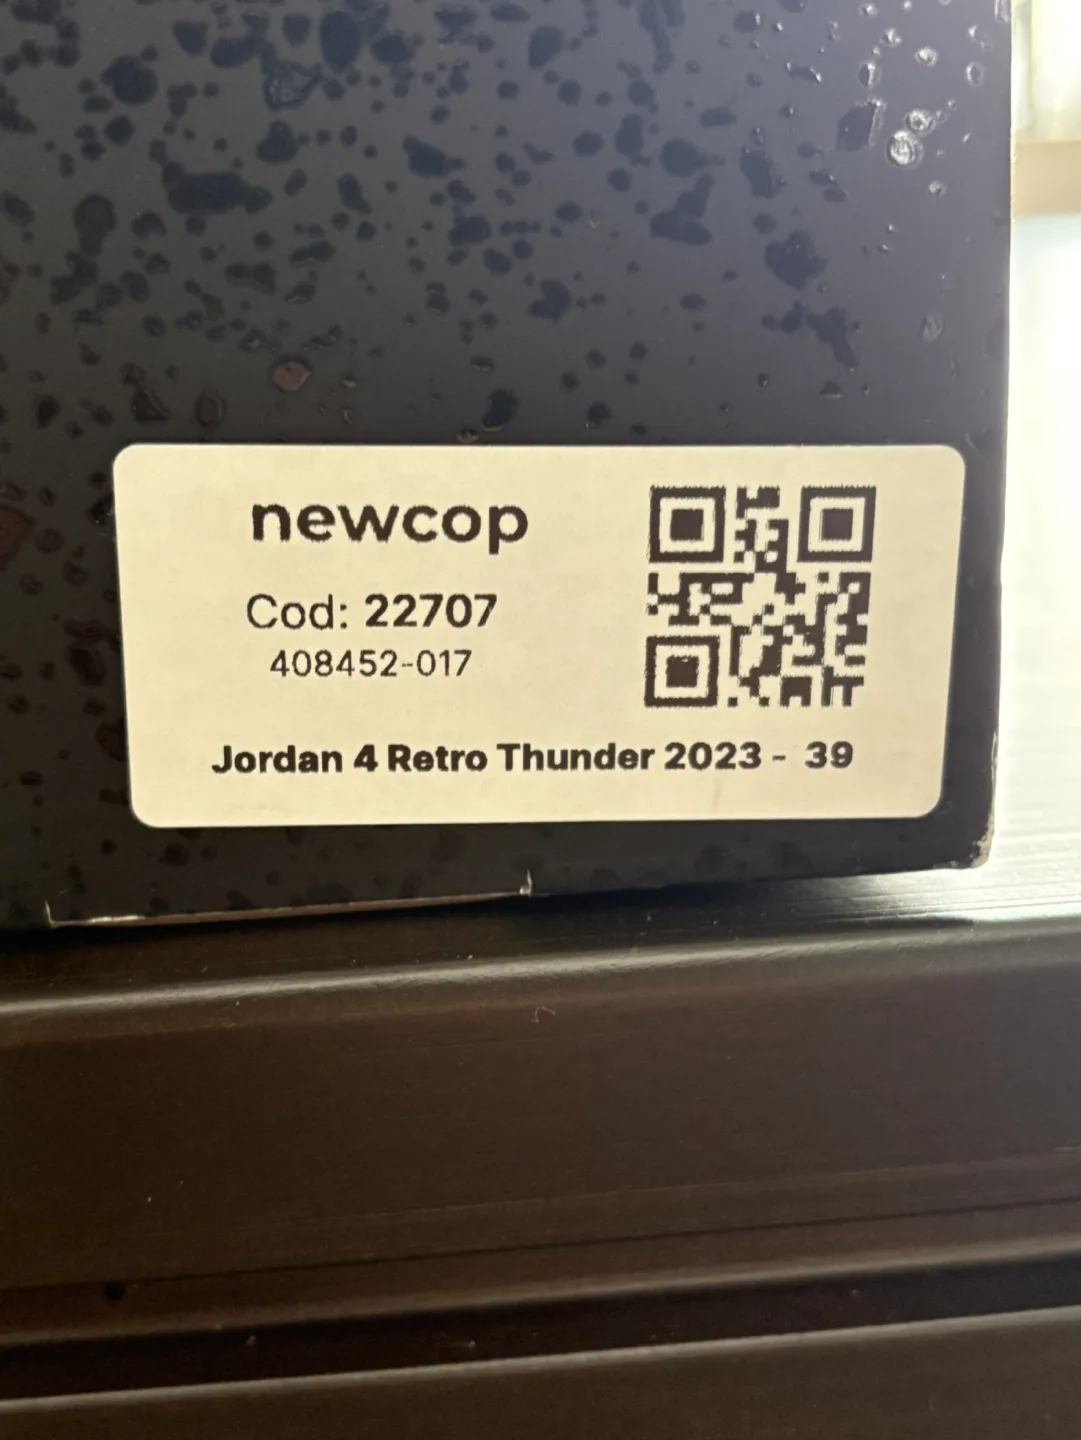 newcop
Cod: 22707
408452-017
Jordan 4 Retro Thunder 2023 - 39